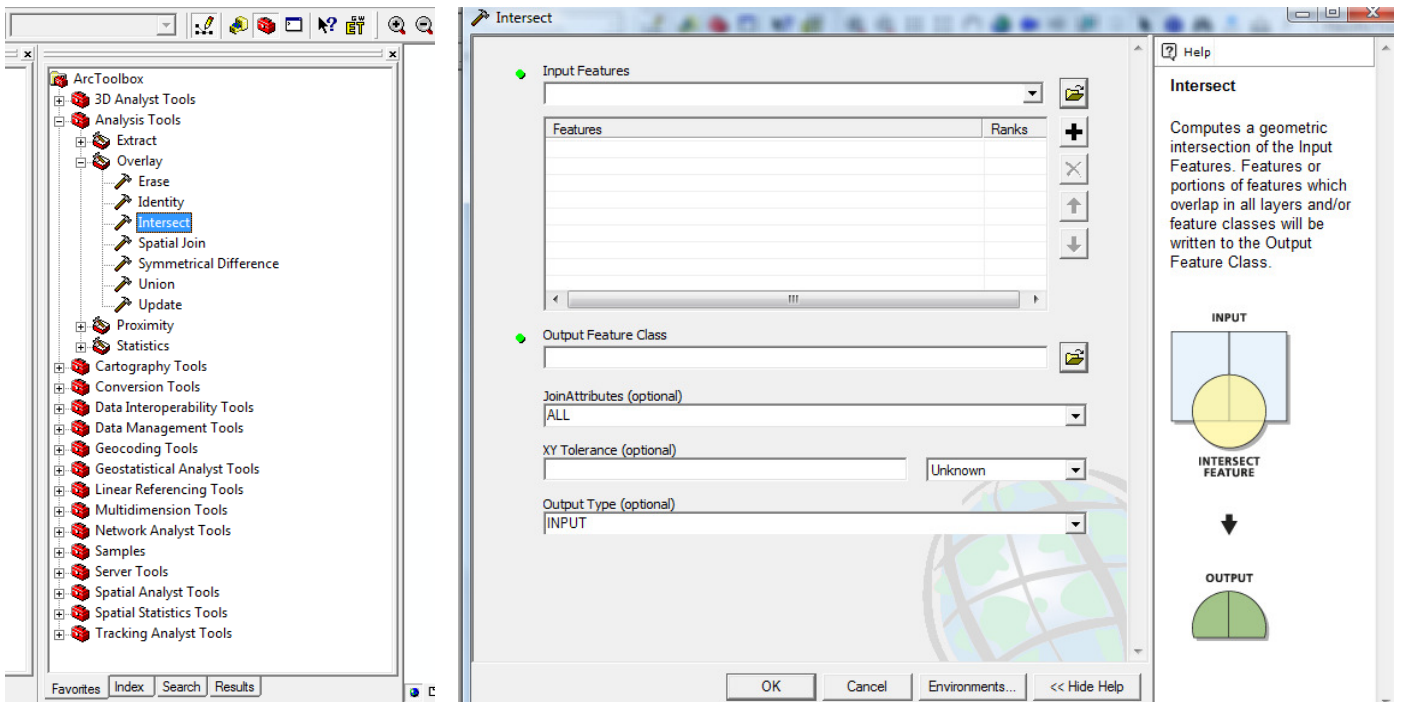 ArcToolbox
3D Analyst Tools
Analysis Tools
Extract
Overlay
Erase
Identity
Intersect
Spatial Join
Symmetrical Difference
Union
Update
Proximity
Statistics
Cartography Tools
Conversion Tools
Data Interoperability Tools
Data Management Tools
Geocoding Tools
Geostatistical Analyst Tools
Linear Referencing Tools
Multidimension Tools
Network Analyst Tools
Samples
Server Tools
Spatial Analyst Tools
Spatial Statistics Tools
Tracking Analyst Tools
Favorites Index Search Results
Intersect
Input Features
Features Ranks
Output Feature Class
JoinAttributes (optional)
ALL
XY Tolerance (optional)
Unknown
Output Type (optional)
INPUT
OK Cancel Environments... << Hide Help
Help
Intersect
Computes a geometric
intersection of the Input
Features. Features or
portions of features which
overlap in all layers and/or
feature classes will be
written to the Output
Feature Class.
INPUT
INTERSECT
FEATURE
OUTPUT